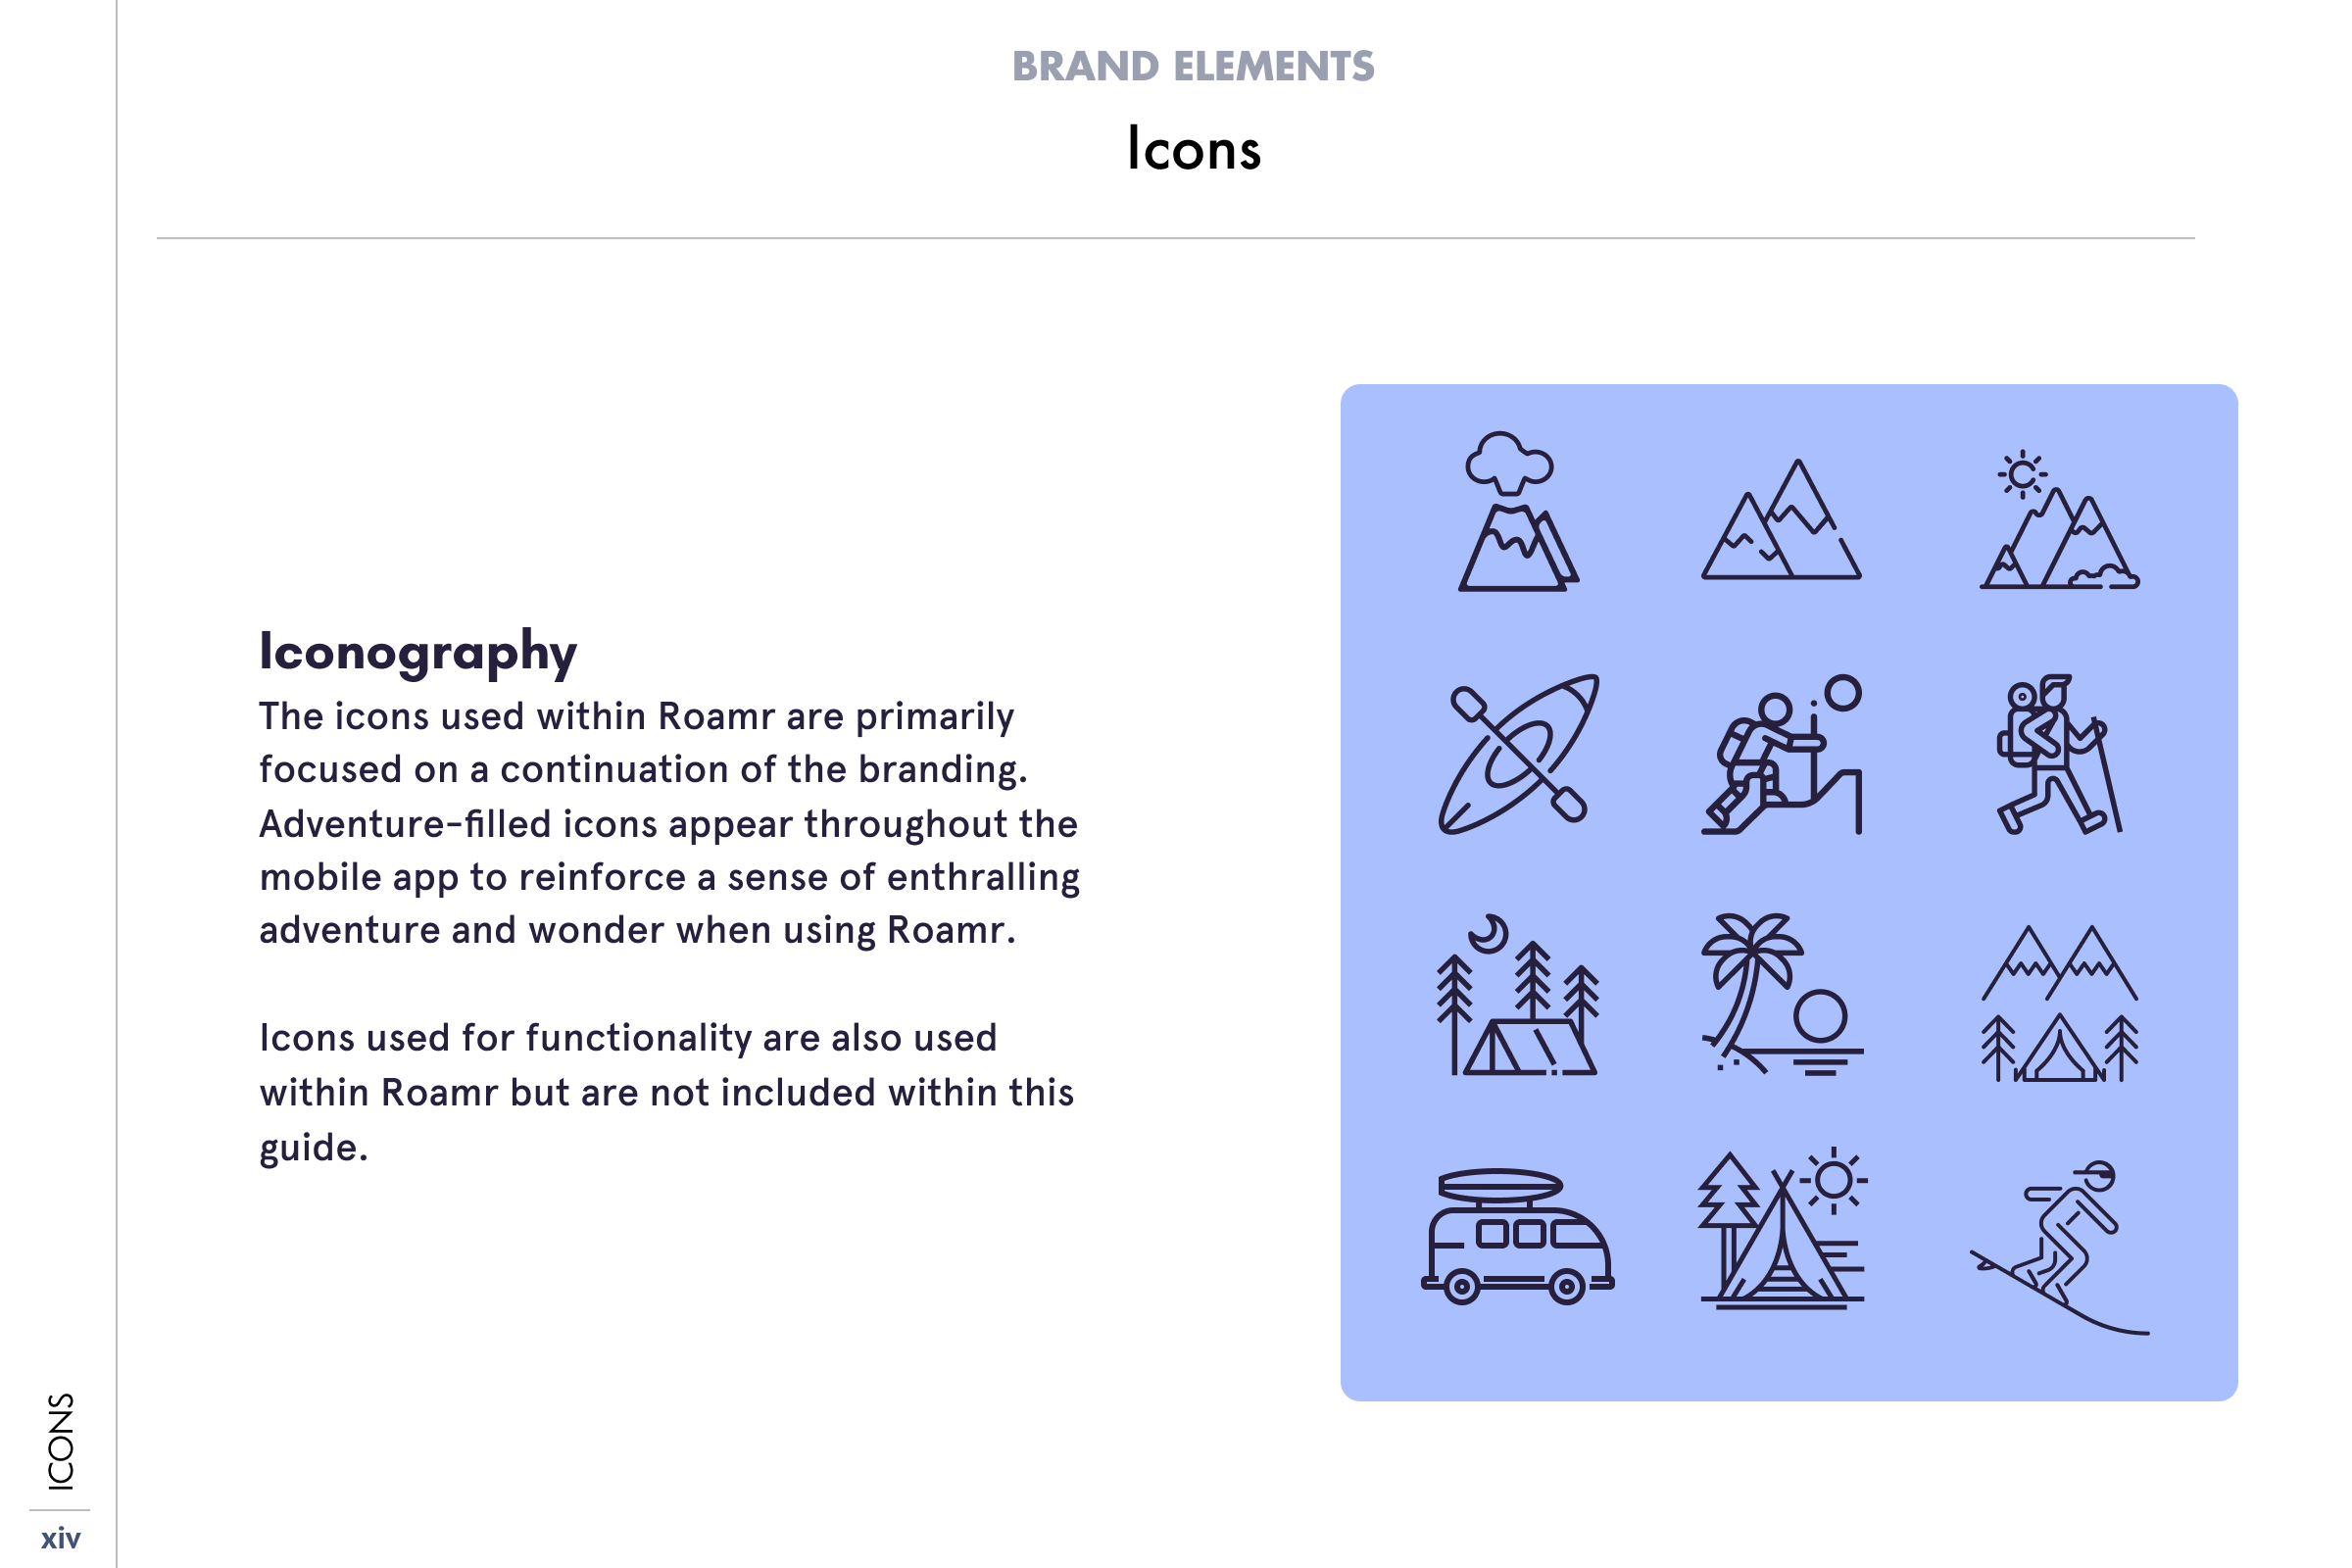 BRAND ELEMENTS
Icons
Iconography
The icons used within Roamr are primarily
focused on a continuation of the branding.
Adventure-filled icons appear throughout the
mobile app to reinforce a sense of enthralling
adventure and wonder when using Roamr.
Icons used for functionality are also used
within Roamr but are not included within this
guide.
ICONS
xiv